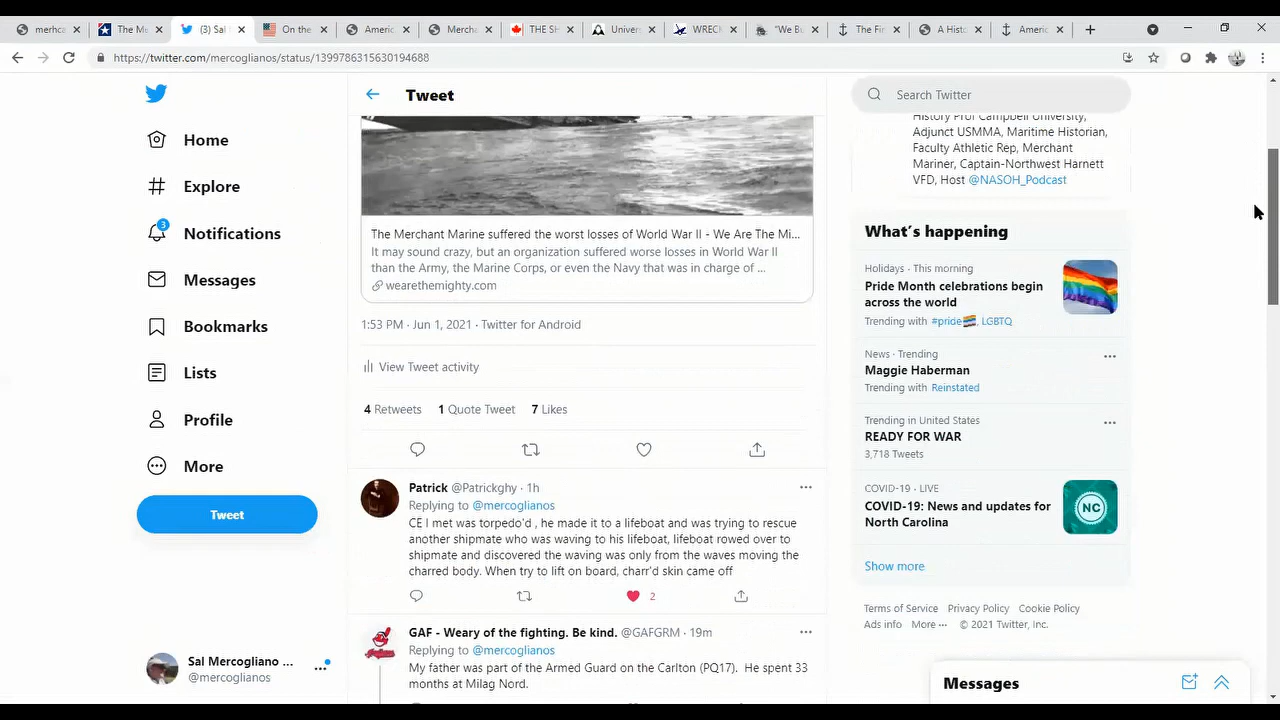 merhca
The M
(3) Sal
On the
Americ
Mercha
THE SH
Univers
WRECK
"We Bu
The Fir
A Histo
Americ
https://twitter.com/mercoglianos/status/1399786315630194688
Home
Explore
3
Notifications
Messages
Bookmarks
Lists
Profile
More
Tweet
Sal Mercogliano ...
@mercoglianos
Tweet
The Merchant Marine suffered the worst losses of World War II - We Are The Mi...
It may sound crazy, but an organization suffered worse losses in World War II
than the Army, the Marine Corps, or even the Navy that was in charge of ...
wearethemighty.com
1:53 PM · Jun 1, 2021 · Twitter for Android
View Tweet activity
4 Retweets 1 Quote Tweet 7 Likes
Patrick @Patrickghy · 1h
Replying to @mercoglianos
CE I met was torpedo'd , he made it to a lifeboat and was trying to rescue
another shipmate who was waving to his lifeboat, lifeboat rowed over to
shipmate and discovered the waving was only from the waves moving the
charred body. When try to lift on board, charr'd skin came off
2
GAF - Weary of the fighting. Be kind. @GAFGRM · 19m
Replying to @mercoglianos
My father was part of the Armed Guard on the Carlton (PQ17). He spent 33
months at Milag Nord.
Search Twitter
History Prof Campbell University,
Adjunct USMMA, Maritime Historian,
Faculty Athletic Rep, Merchant
Mariner, Captain-Northwest Harnett
VFD, Host @NASOH_Podcast
What's happening
Holidays · This morning
Pride Month celebrations begin
across the world
Trending with #pride, LGBTQ
News · Trending
Maggie Haberman
Trending with Reinstated
Trending in United States
READY FOR WAR
3,718 Tweets
COVID-19 · LIVE
COVID-19: News and updates for
North Carolina
NC
Show more
Terms of Service Privacy Policy Cookie Policy
Ads info More ··· © 2021 Twitter, Inc.
Messages